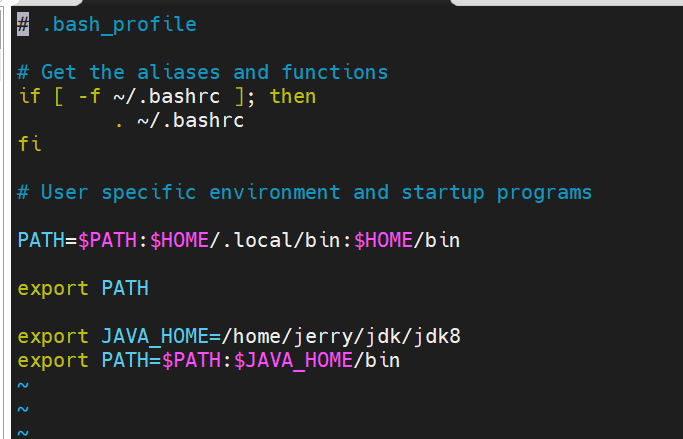 # .bash_profile
# Get the aliases and functions
if [ -f ~/.bashrc ]; then
        . ~/.bashrc
fi
# User specific environment and startup programs
PATH=$PATH:$HOME/.local/bin:$HOME/bin
export PATH
export JAVA_HOME=/home/jerry/jdk/jdk8
export PATH=$PATH:$JAVA_HOME/bin
~
~
~